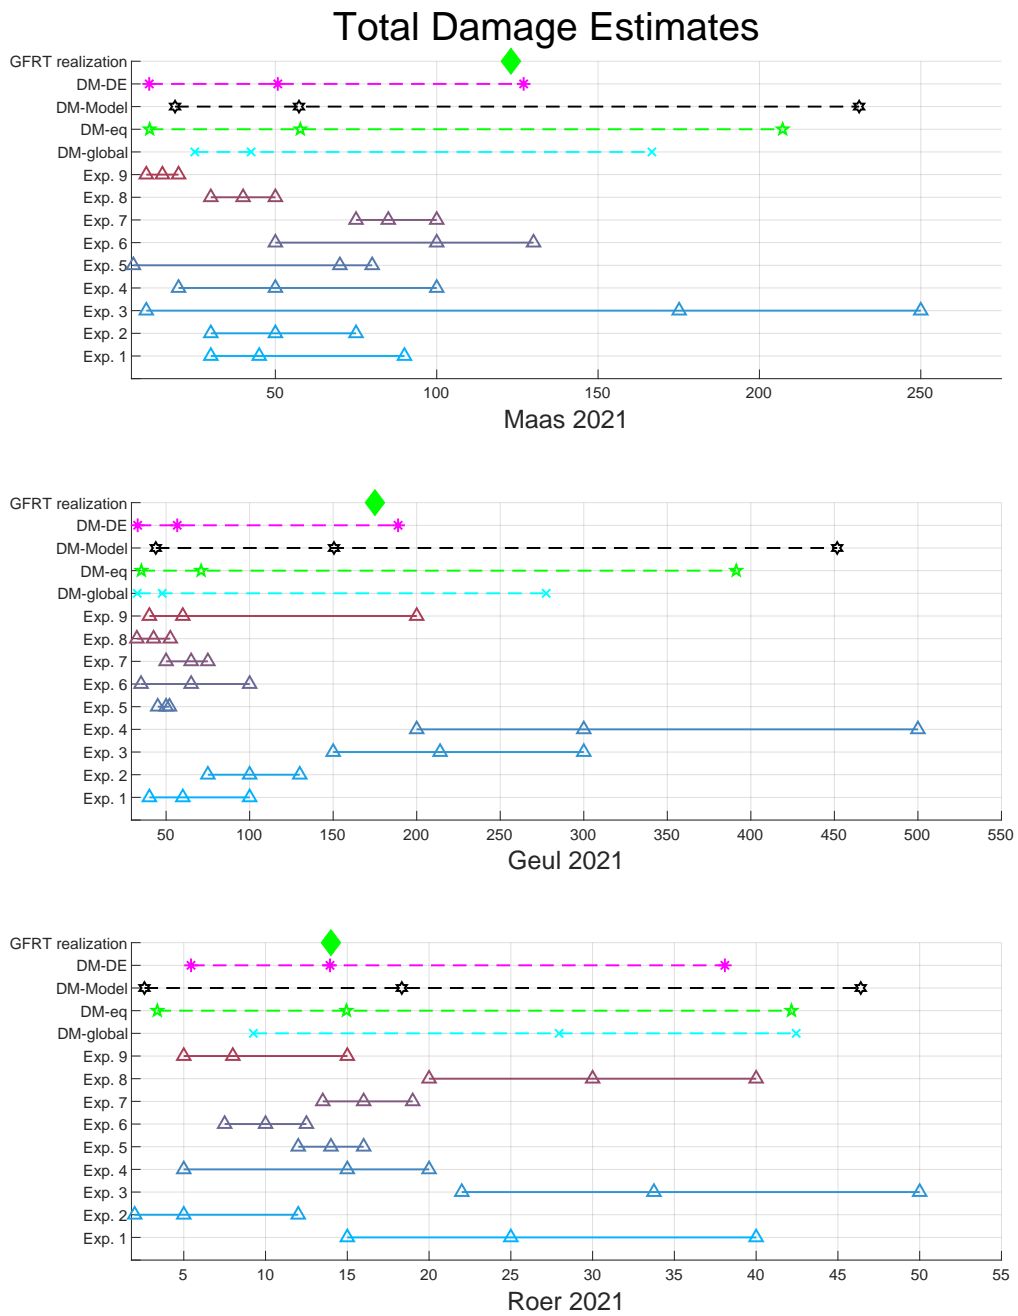 Total Damage Estimates
GFRT realization
DM-DE
DM-Model
DM-eq
DM-global
Exp. 9
Exp. 8
Exp. 7
Exp. 6
Exp. 5
Exp. 4
Exp. 3
Exp. 2
Exp. 1
50 100 150 200 250
Maas 2021
GFRT realization
DM-DE
DM-Model
DM-eq
DM-global
Exp. 9
Exp. 8
Exp. 7
Exp. 6
Exp. 5
Exp. 4
Exp. 3
Exp. 2
Exp. 1
50 100 150 200 250 300 350 400 450 500 550
Geul 2021
GFRT realization
DM-DE
DM-Model
DM-eq
DM-global
Exp. 9
Exp. 8
Exp. 7
Exp. 6
Exp. 5
Exp. 4
Exp. 3
Exp. 2
Exp. 1
5 10 15 20 25 30 35 40 45 50 55
Roer 2021